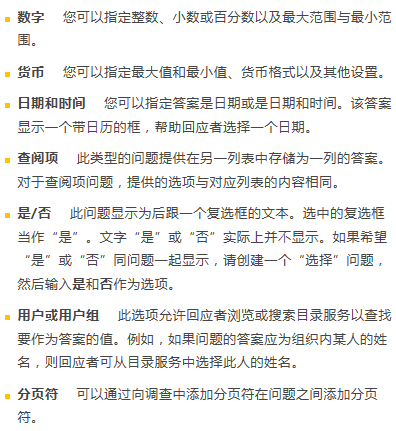 数字 您可以指定整数、小数或百分数以及最大范围与最小范
围。
货币 您可以指定最大值和最小值、货币格式以及其他设置。
日期和时间 您可以指定答案是日期或是日期和时间。该答案
显示一个带日历的框，帮助回应者选择一个日期。
查阅项 此类型的问题提供在另一列表中存储为一列的答案。
对于查阅项问题，提供的选项与对应列表的内容相同。
是/否 此问题显示为后跟一个复选框的文本。选中的复选框
当作“是”。文字“是”或“否”实际上并不显示。如果希望
“是”或“否”同问题一起显示，请创建一个“选择”问题，
然后输入是和否作为选项。
用户或用户组 此选项允许回应者浏览或搜索目录服务以查找
要作为答案的值。例如，如果问题的答案应为组织内某人的姓
名，则回应者可从目录服务中选择此人的姓名。
分页符 可以通过向调查中添加分页符在问题之间添加分页
符。